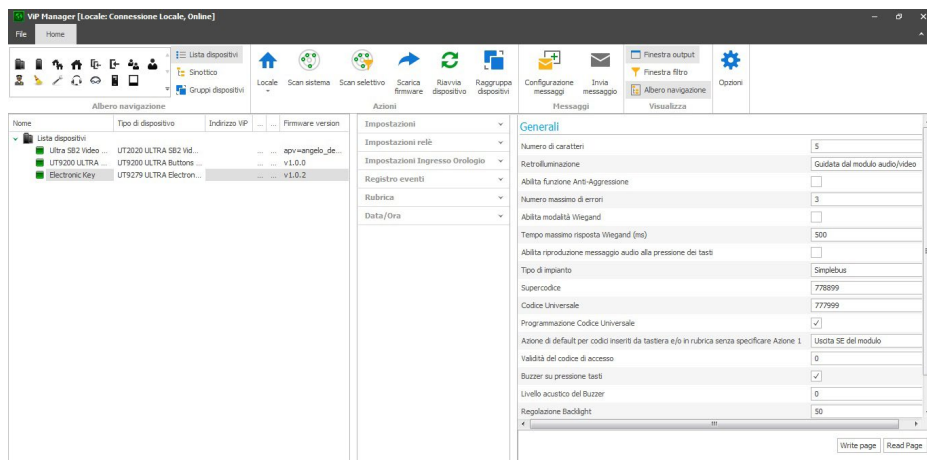 ViP Manager [Locale: Connessione Locale, Online]
File Home
Lista dispositivi
Sinottico
Gruppi dispositivi
Locale
Scan sistema
Scan selettivo
Scarica firmware
Riavvia dispositivo
Raggruppa dispositivi
Configurazione messaggi
Invia messaggio
Finestra output
Finestra filtro
Albero navigazione
Opzioni
Albero navigazione Azioni Messaggi Visualizza
Nome Tipo di dispositivo Indirizzo ViP ... ... Firmware version
Lista dispositivi
Ultra SB2 Video ... UT2020 ULTRA SB2 Vid... ... ... apv=angelo_de...
UT9200 ULTRA ... UT9200 ULTRA Buttons ... ... ... v1.0.0
Electronic Key UT9279 ULTRA Electron... ... ... v1.0.2
Impostazioni
Impostazioni relè
Impostazioni Ingresso Orologio
Registro eventi
Rubrica
Data/Ora
Generali
Numero di caratteri 5
Retroilluminazione Guidata dal modulo audio/video
Abilita funzione Anti-Aggressione
Numero massimo di errori 3
Abilita modalità Wiegand
Tempo massimo risposta Wiegand (ms) 500
Abilita riproduzione messaggio audio alla pressione dei tasti
Tipo di impianto Simplebus
Supercodice 778899
Codice Universale 777999
Programmazione Codice Universale
Azione di default per codici inseriti da tastiera e/o in rubrica senza specificare Azione 1 Uscita SE del modulo
Validità del codice di accesso 0
Buzzer su pressione tasti
Livello acustico del Buzzer 0
Regolazione Backlight 50
Write page Read Page